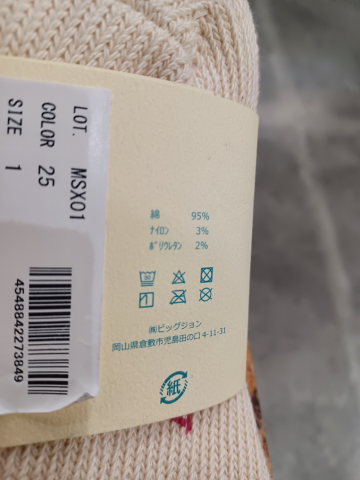 LOT. MSX01
COLOR 25
SIZE 1
4548842273849
綿 95%
ナイロン 3%
ポリウレタン 2%
㈱ビッグジョン
岡山県倉敷市児島田の口4-11-31
紙